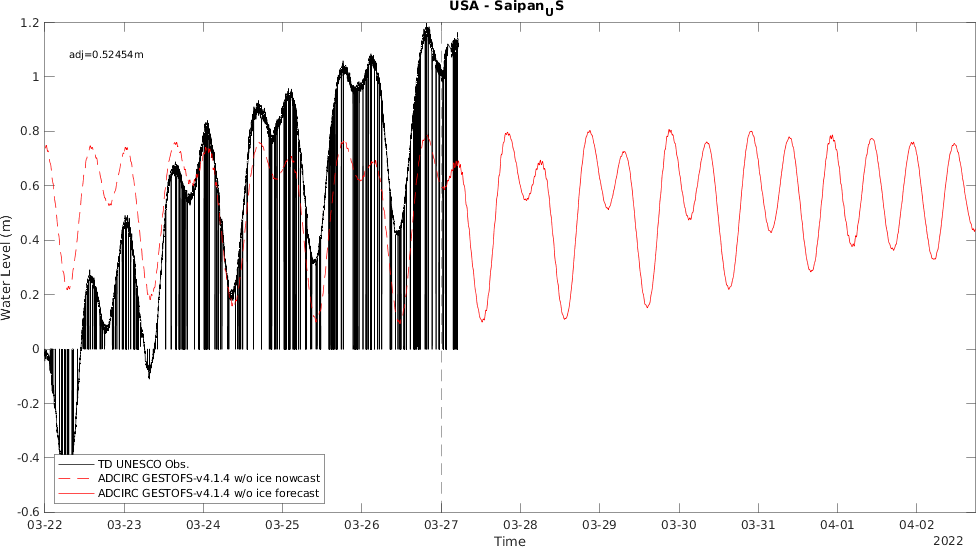 USA - Saipan_US
1.2
adj=0.52454m
1
0.8
0.6
0.4
0.2
0
-0.2
-0.4
-0.6
Water Level (m)
TD UNESCO Obs.
ADCIRC GESTOFS-v4.1.4 w/o ice nowcast
ADCIRC GESTOFS-v4.1.4 w/o ice forecast
03-22 03-23 03-24 03-25 03-26 03-27 03-28 03-29 03-30 03-31 04-01 04-02
Time
2022